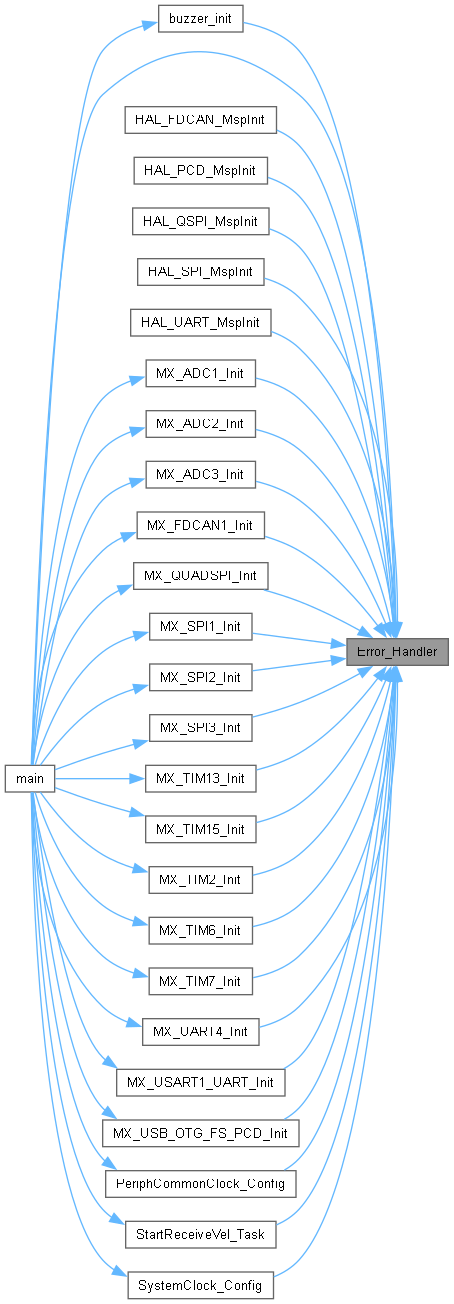 buzzer_init
HAL_FDCAN_MspInit
HAL_PCD_MspInit
HAL_QSPI_MspInit
HAL_SPI_MspInit
HAL_UART_MspInit
MX_ADC1_Init
MX_ADC2_Init
MX_ADC3_Init
MX_FDCAN1_Init
MX_QUADSPI_Init
MX_SPI1_Init
Error_Handler
MX_SPI2_Init
MX_SPI3_Init
main
MX_TIM13_Init
MX_TIM15_Init
MX_TIM2_Init
MX_TIM6_Init
MX_TIM7_Init
MX_UART4_Init
MX_USART1_UART_Init
MX_USB_OTG_FS_PCD_Init
PeriphCommonClock_Config
StartReceiveVel_Task
SystemClock_Config